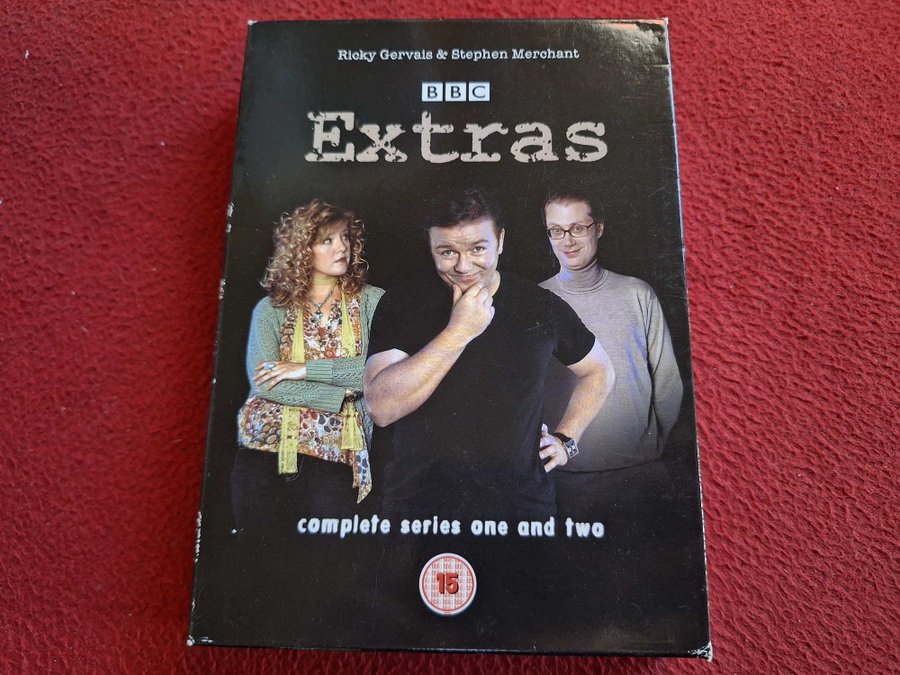 Ricky Gervais & Stephen Merchant
BBC
Extras
complete series one and two
15